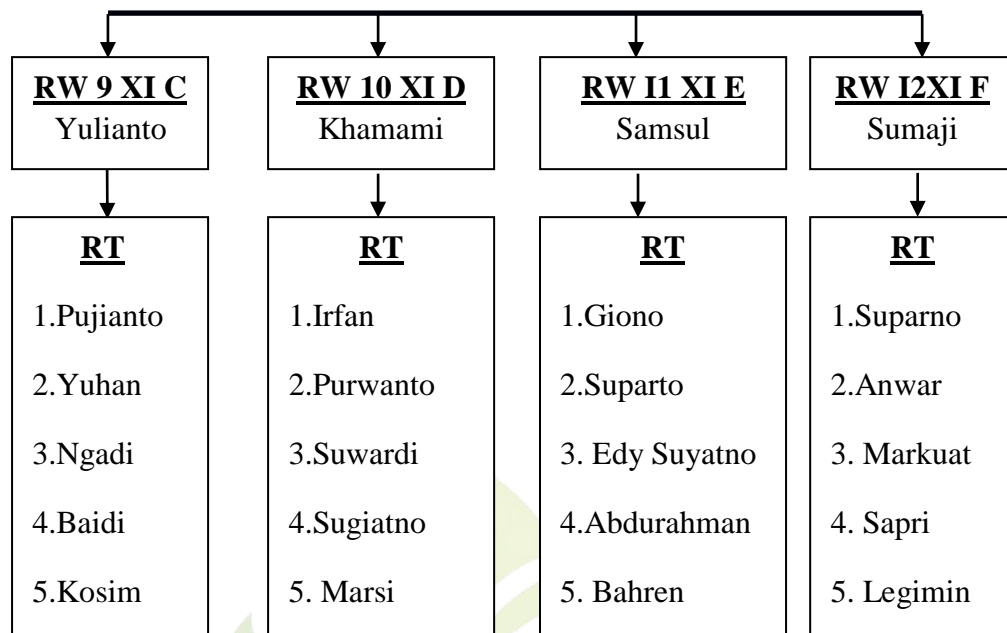 RW 9 XI C
Yulianto
RW 10 XI D
Khamami
RW I1 XI E
Samsul
RW I2XI F
Sumaji
RT
1.Pujianto
2.Yuhan
3.Ngadi
4.Baidi
5.Kosim
RT
1.Irfan
2.Purwanto
3.Suwardi
4.Sugiatno
5. Marsi
RT
1.Giono
2.Suparto
3. Edy Suyatno
4.Abdurahman
5. Bahren
RT
1.Suparno
2.Anwar
3. Markuat
4. Sapri
5. Legimin